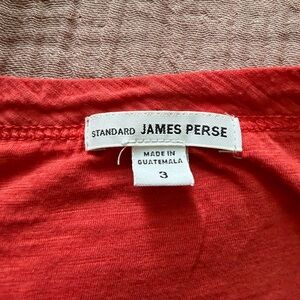 STANDARD JAMES PERSE
MADE IN
GUATEMALA
3